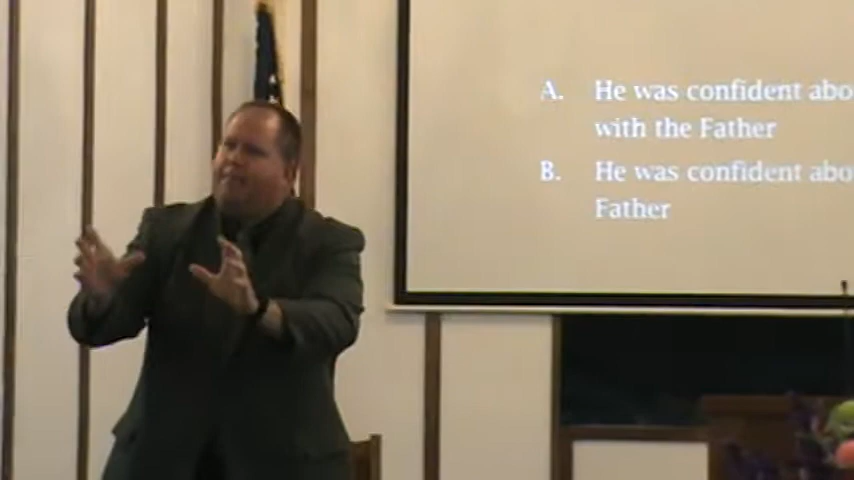 A. He was confident abo
with the Father
B. He was confident abo
Father